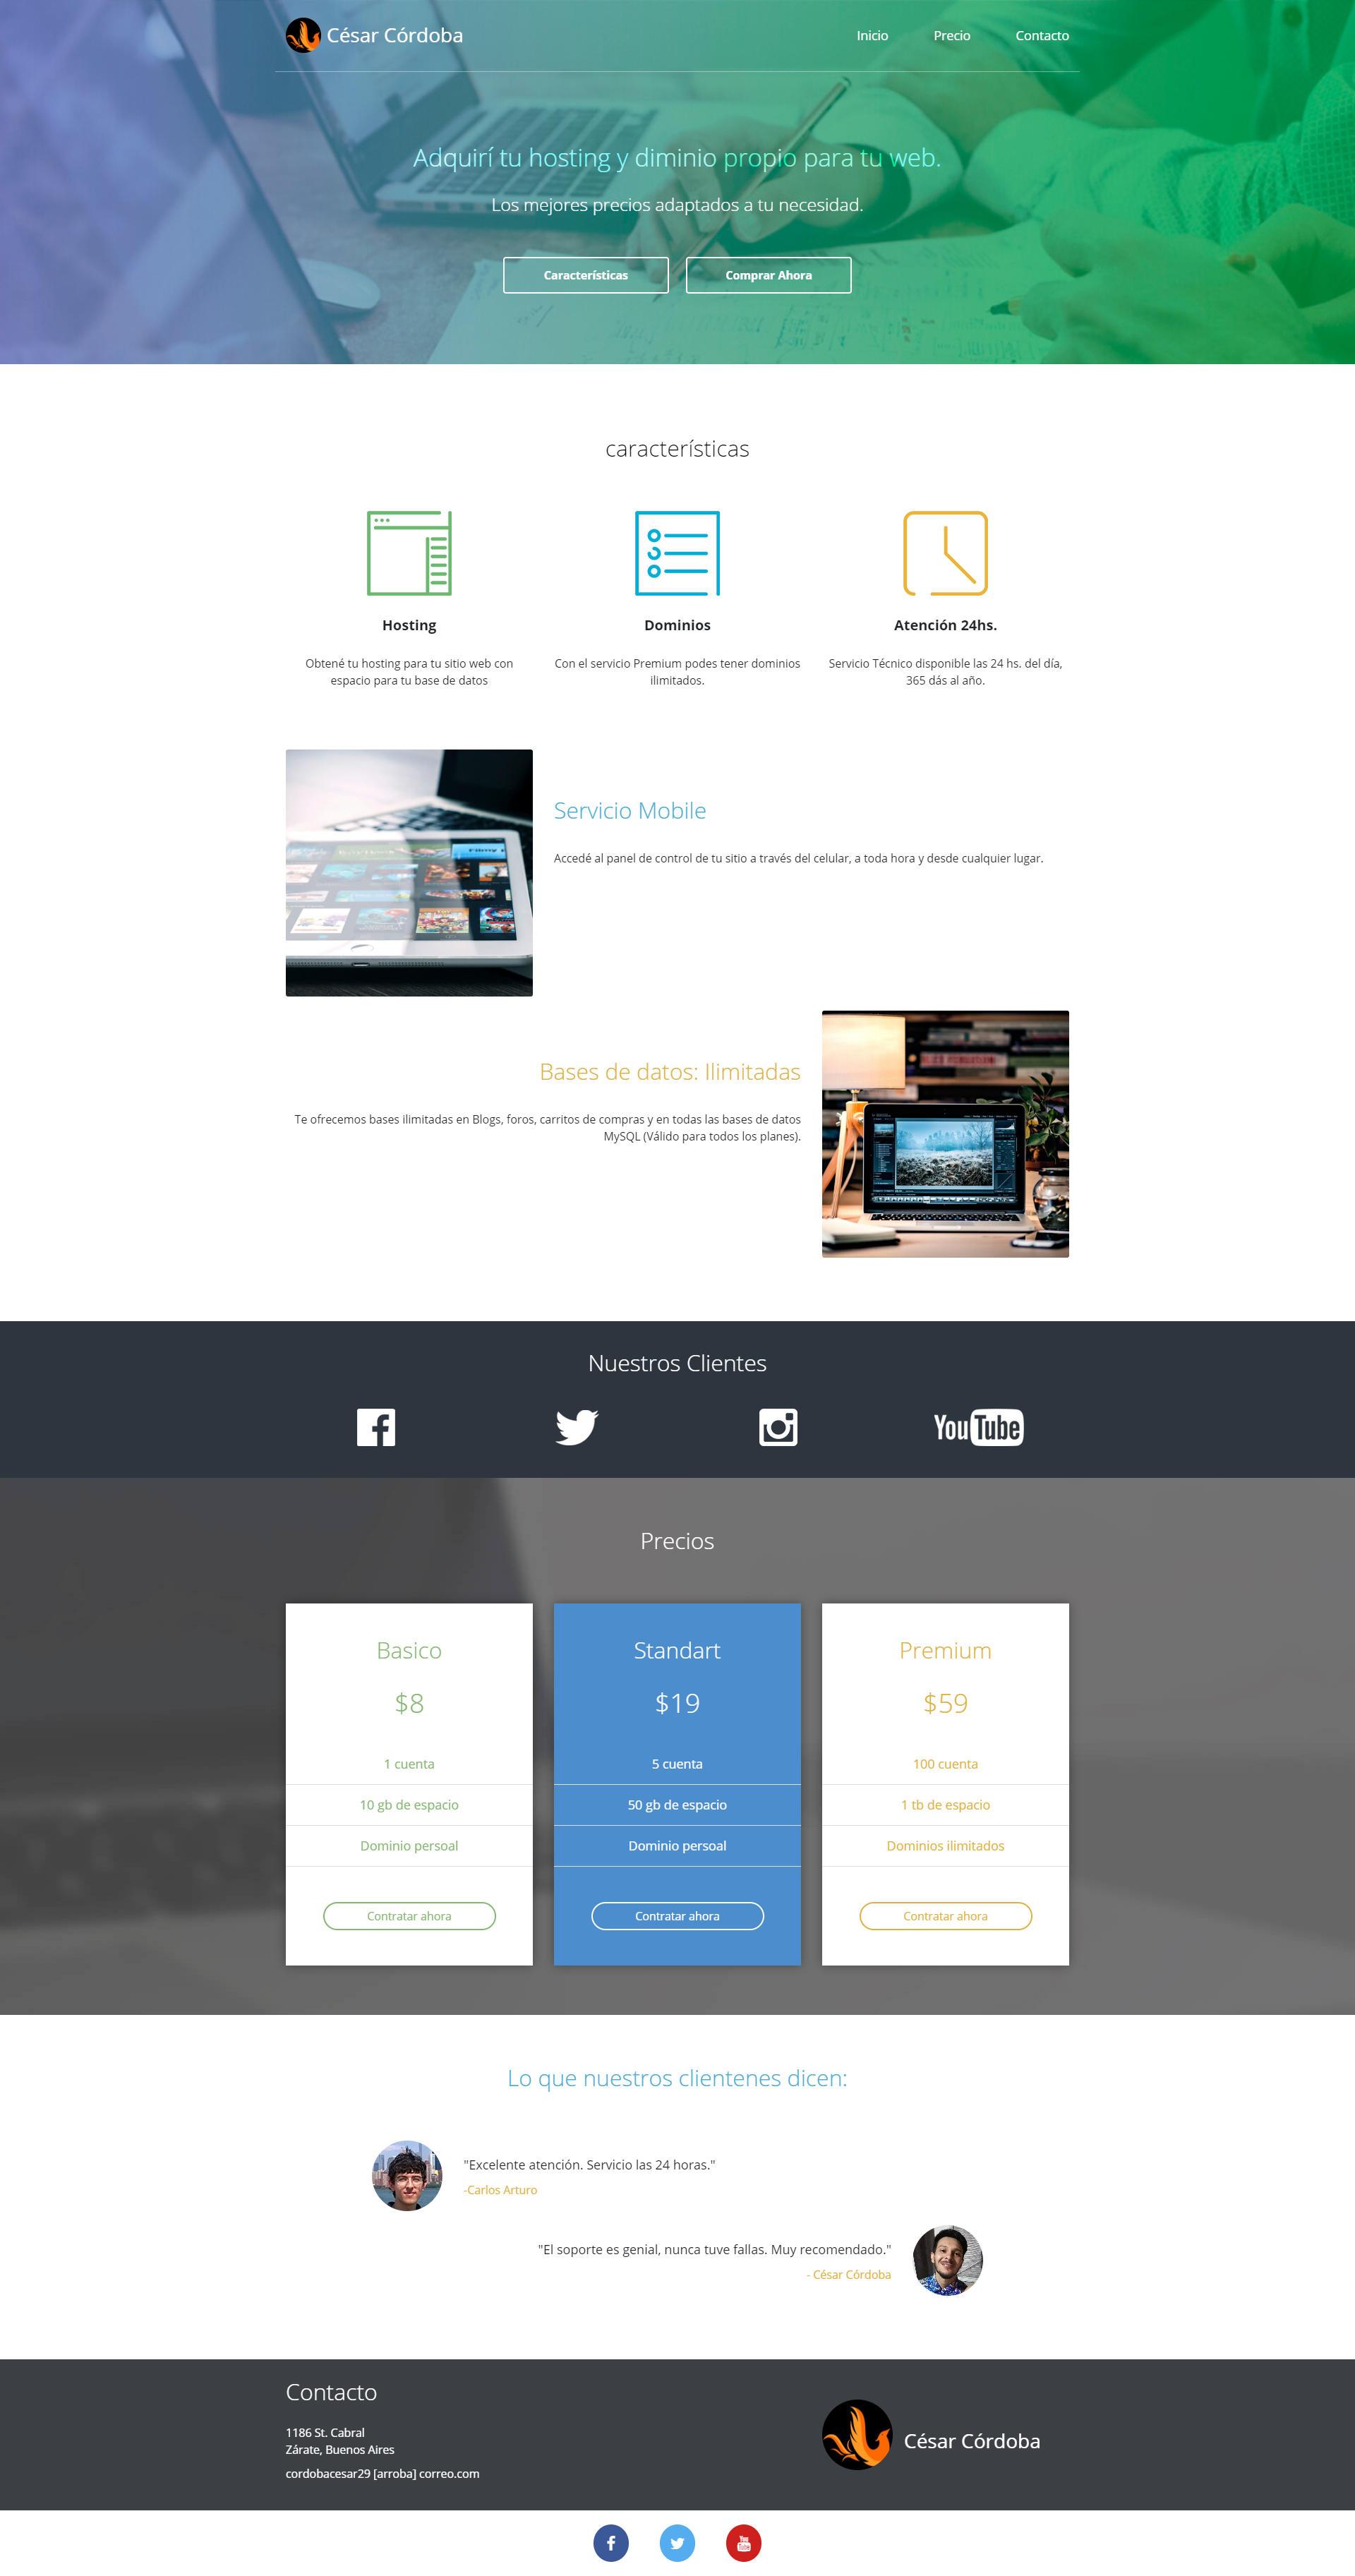 César Córdoba
Inicio
Precio
Contacto
Adquirí tu hosting y diminio propio para tu web.
Los mejores precios adaptados a tu necesidad.
Características
Comprar Ahora
características
Hosting
Obtené tu hosting para tu sitio web con
espacio para tu base de datos
Dominios
Con el servicio Premium podes tener dominios
ilimitados.
Atención 24hs.
Servicio Técnico disponible las 24 hs. del día,
365 dás al año.
Servicio Mobile
Accedé al panel de control de tu sitio a través del celular, a toda hora y desde cualquier lugar.
Bases de datos: Ilimitadas
Te ofrecemos bases ilimitadas en Blogs, foros, carritos de compras y en todas las bases de datos
MySQL (Válido para todos los planes).
Nuestros Clientes
YouTube
Precios
Basico
$8
1 cuenta
10 gb de espacio
Dominio persoal
Contratar ahora
Standart
$19
5 cuenta
50 gb de espacio
Dominio persoal
Contratar ahora
Premium
$59
100 cuenta
1 tb de espacio
Dominios ilimitados
Contratar ahora
Lo que nuestros clientenes dicen:
"Excelente atención. Servicio las 24 horas."
-Carlos Arturo
"El soporte es genial, nunca tuve fallas. Muy recomendado."
- César Córdoba
Contacto
1186 St. Cabral
Zárate, Buenos Aires
cordobacesar29 [arroba] correo.com
César Córdoba